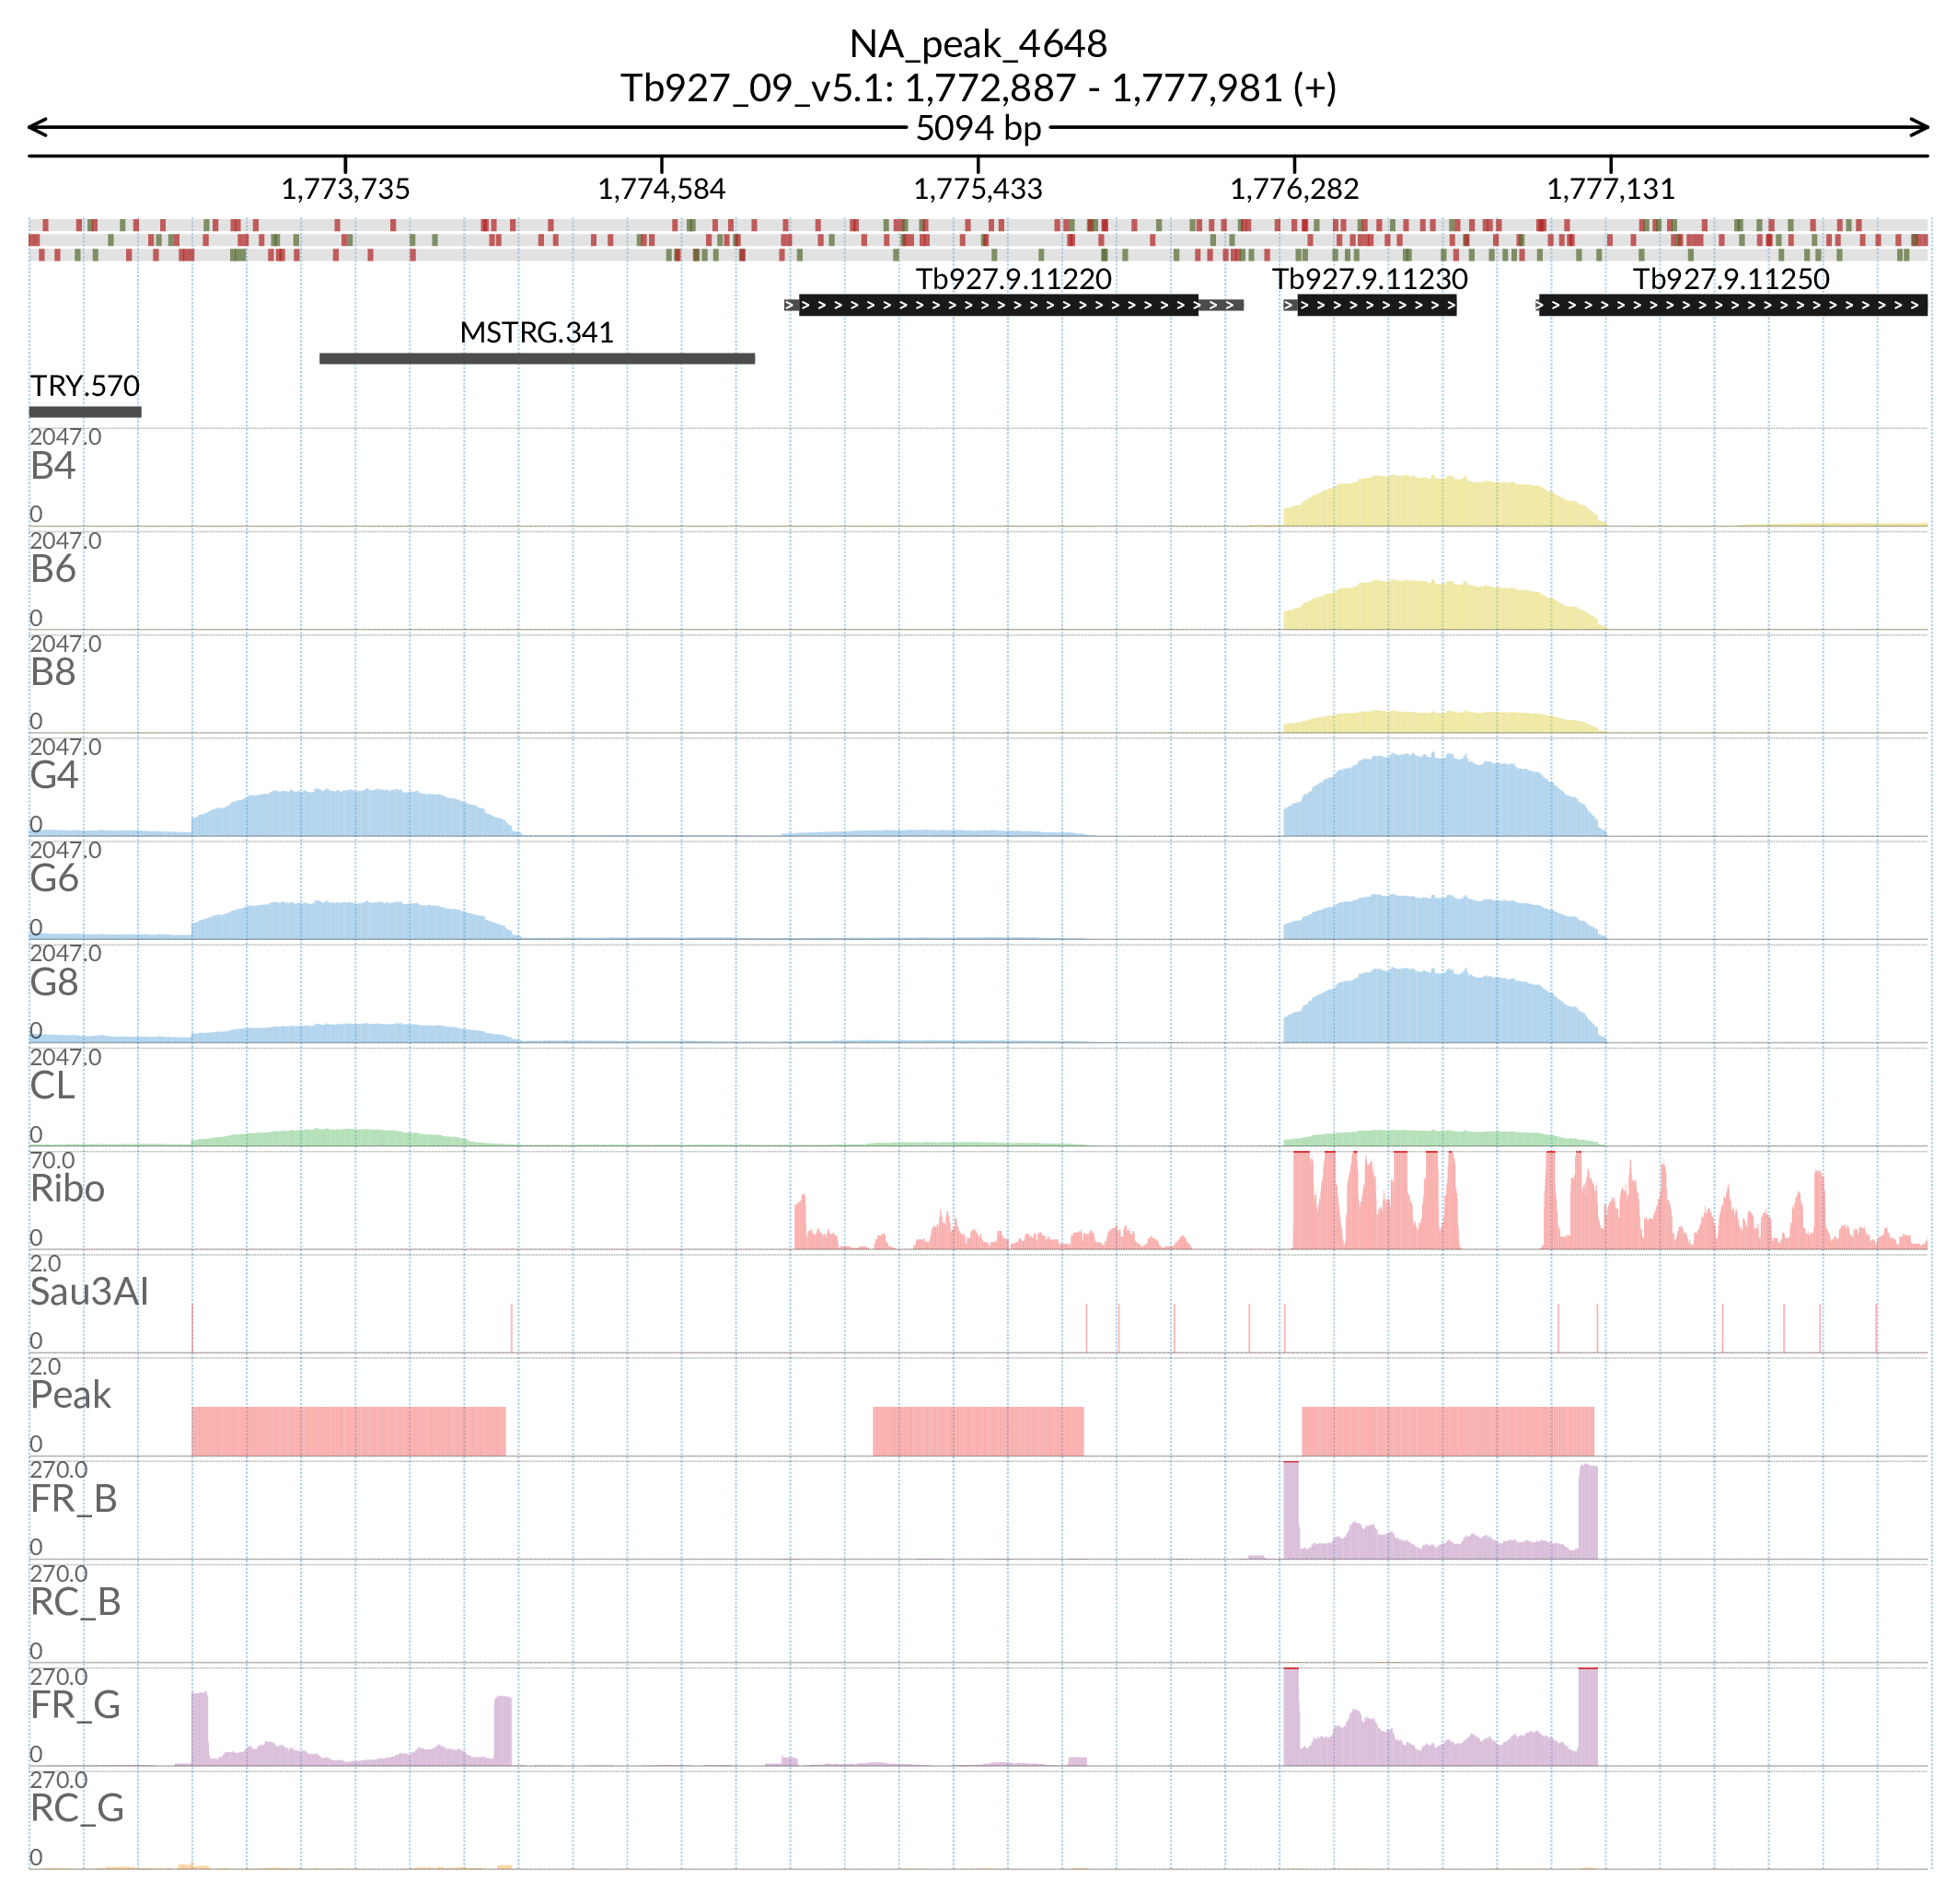 NA_peak_4648
Tb927_09_v5.1: 1,772,887 - 1,777,981 (+)
5094 bp
1,773,735 1,774,584 1,775,433 1,776,282 1,777,131
Tb927.9.11220 Tb927.9.11230 Tb927.9.11250
MSTRG.341
TRY.570
2047.0
B4
0
2047.0
B6
0
2047.0
B8
0
2047.0
G4
0
2047.0
G6
0
2047.0
G8
0
2047.0
CL
0
70.0
Ribo
0
2.0
Sau3AI
0
2.0
Peak
0
270.0
FR_B
0
270.0
RC_B
0
270.0
FR_G
0
270.0
RC_G
0